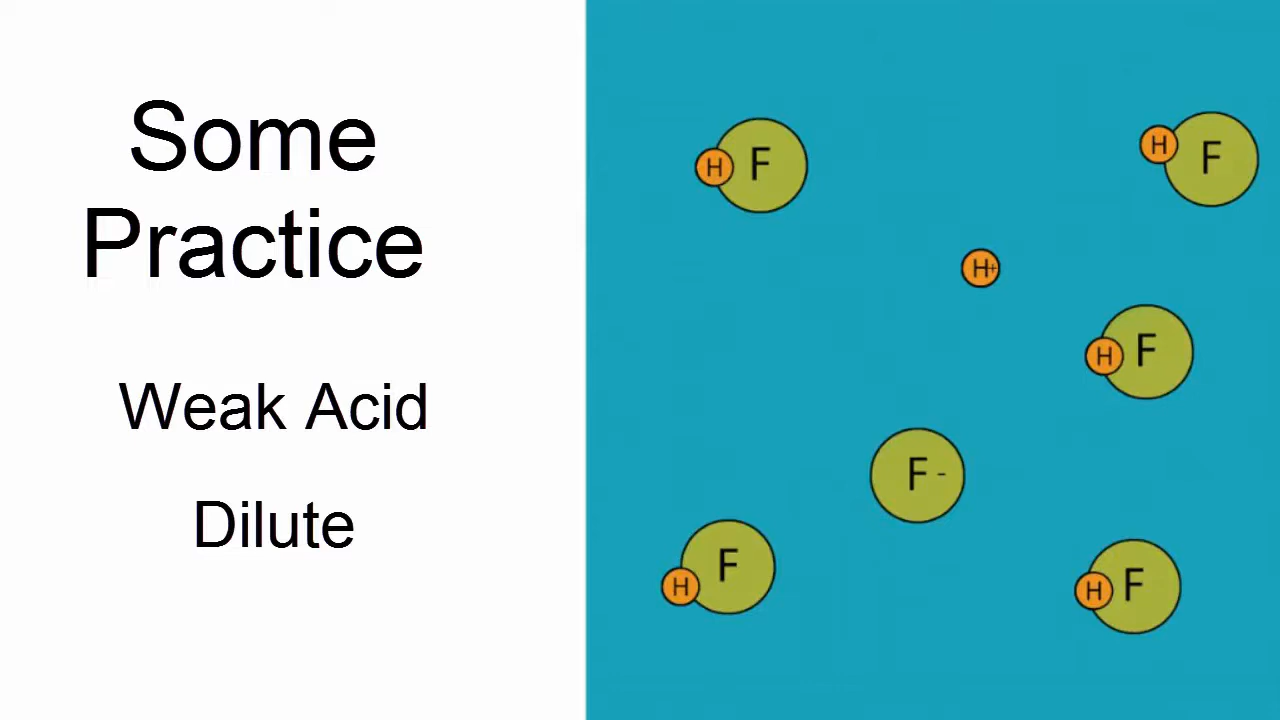 Some
Practice
Weak Acid
Dilute
H F
H F
H+
H F
F -
H F
H F